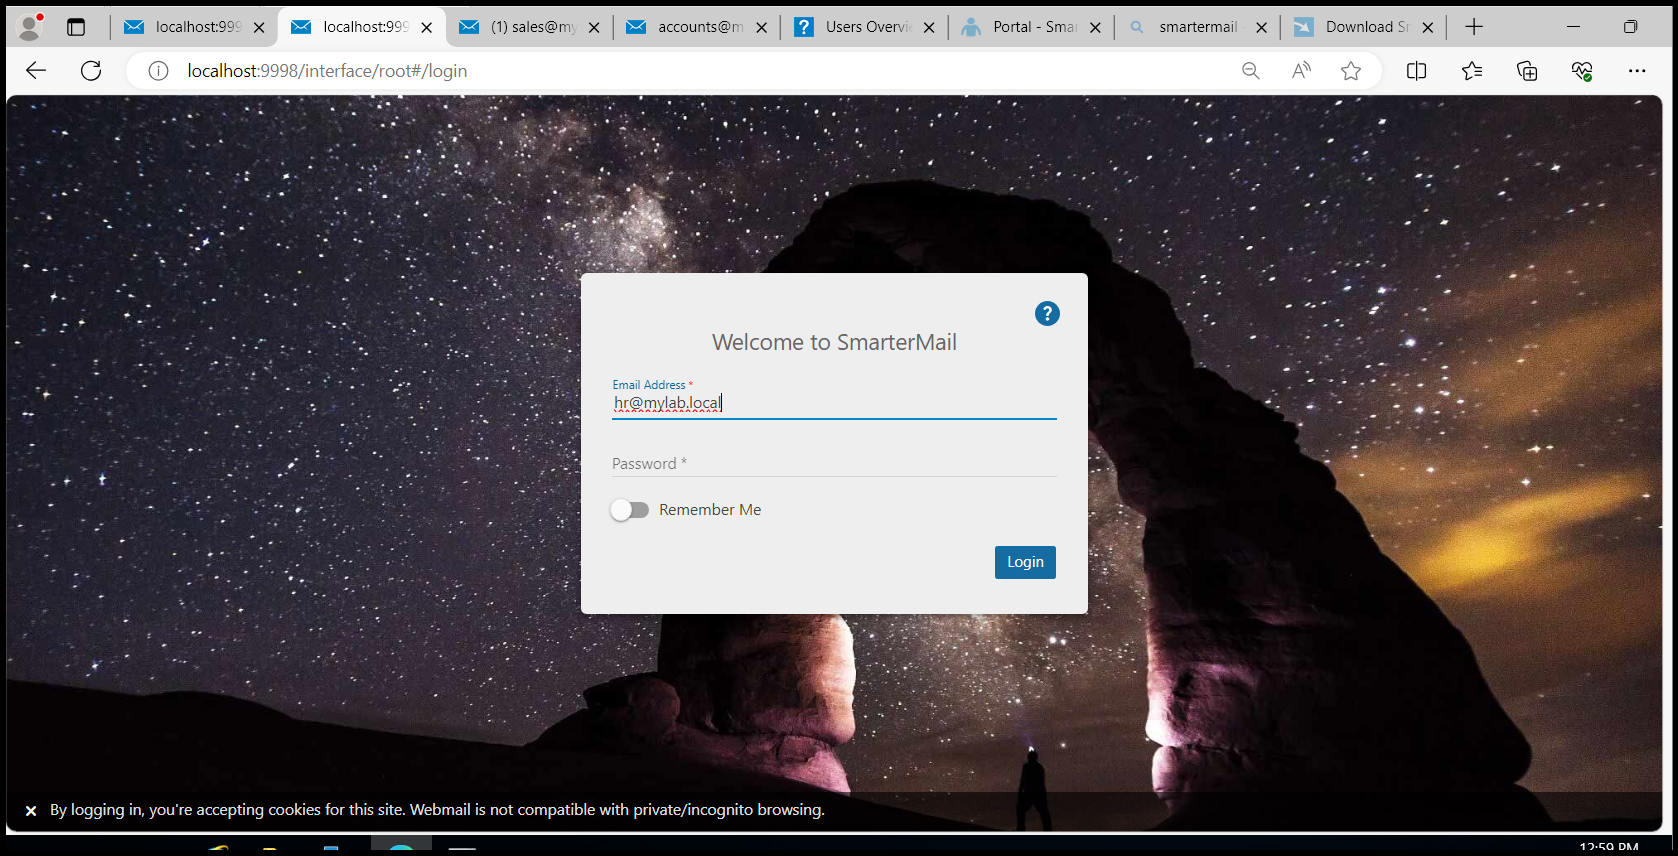 localhost:999
localhost:999
(1) sales@my
accounts@m
Users Overvi
Portal - Smar
smartermail
Download Sr
localhost:9998/interface/root#/login
?
Welcome to SmarterMail
Email Address *
hr@mylab.local
Password *
Remember Me
Login
By logging in, you're accepting cookies for this site. Webmail is not compatible with private/incognito browsing.
12:59 PM